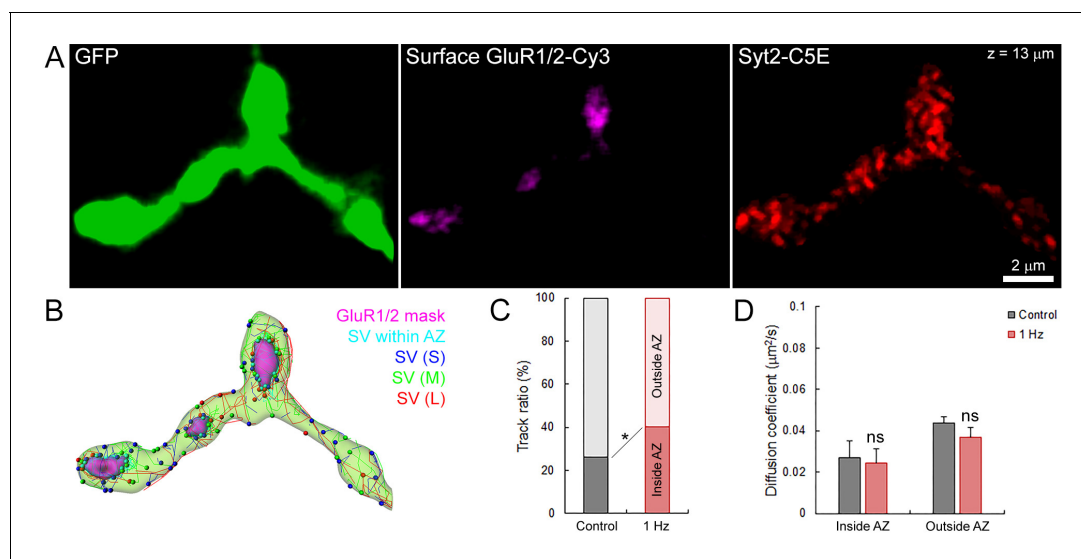 A
GFP
Surface GluR1/2-Cy3
Syt2-C5E
z = 13 μm
2 μm
B
GluR1/2 mask
SV within AZ
SV (S)
SV (M)
SV (L)
C
Track ratio (%)
100
80
60
40
20
0
Outside AZ
Inside AZ
*
Control
1 Hz
D
Diffusion coefficient (μm²/s)
0.1
0.08
0.06
0.04
0.02
0
Control
1 Hz
ns
ns
Inside AZ
Outside AZ